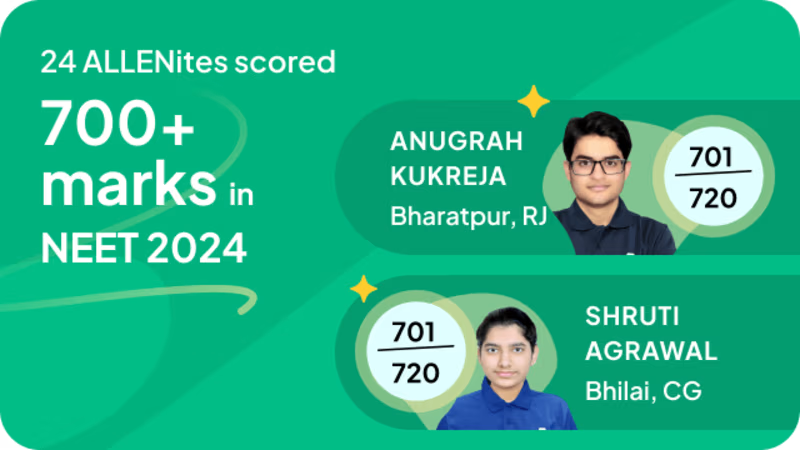 24 ALLENites scored
700+
marks in
NEET 2024
ANUGRAH
KUKREJA
Bharatpur, RJ
701
720
701
720
SHRUTI
AGRAWAL
Bhilai, CG